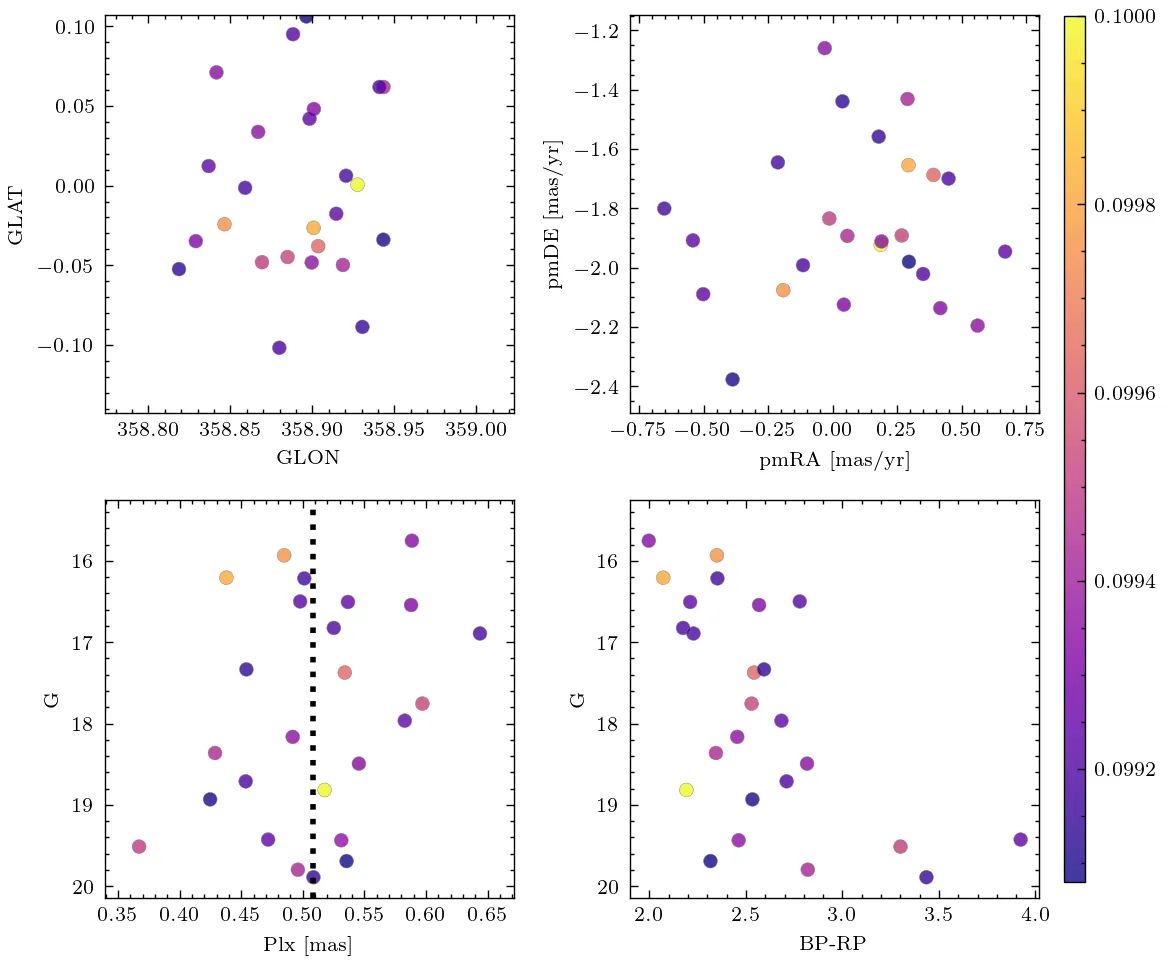 0.10
0.05
0.00
−0.05
−0.10
GLAT
358.80 358.85 358.90 358.95 359.00
GLON
−1.2
−1.4
−1.6
−1.8
−2.0
−2.2
−2.4
pmDE [mas/yr]
−0.75 −0.50 −0.25 0.00 0.25 0.50 0.75
pmRA [mas/yr]
16
17
18
19
20
G
0.35 0.40 0.45 0.50 0.55 0.60 0.65
Plx [mas]
16
17
18
19
20
G
2.0 2.5 3.0 3.5 4.0
BP-RP
0.1000
0.0998
0.0996
0.0994
0.0992